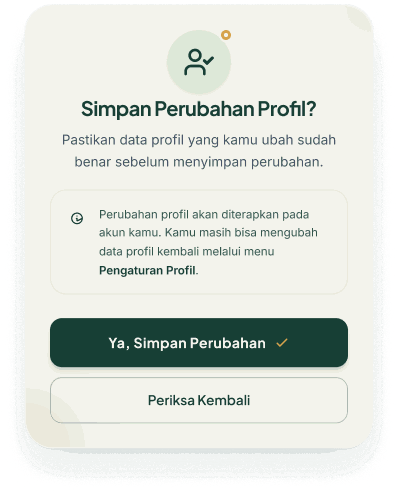 Simpan Perubahan Profil?
Pastikan data profil yang kamu ubah sudah
benar sebelum menyimpan perubahan.
Perubahan profil akan diterapkan pada
akun kamu. Kamu masih bisa mengubah
data profil kembali melalui menu
Pengaturan Profil.
Ya, Simpan Perubahan
Periksa Kembali